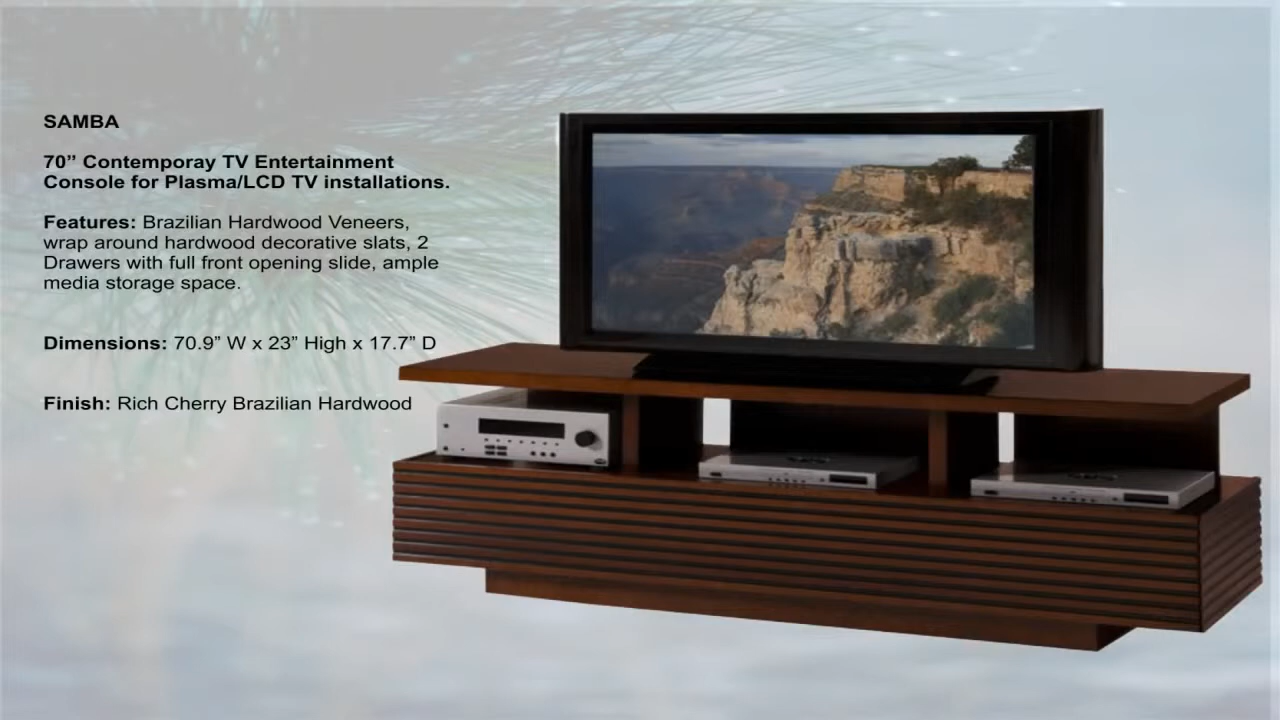 SAMBA
70” Contemporay TV Entertainment
Console for Plasma/LCD TV installations.
Features: Brazilian Hardwood Veneers,
wrap around hardwood decorative slats, 2
Drawers with full front opening slide, ample
media storage space.
Dimensions: 70.9” W x 23” High x 17.7” D
Finish: Rich Cherry Brazilian Hardwood